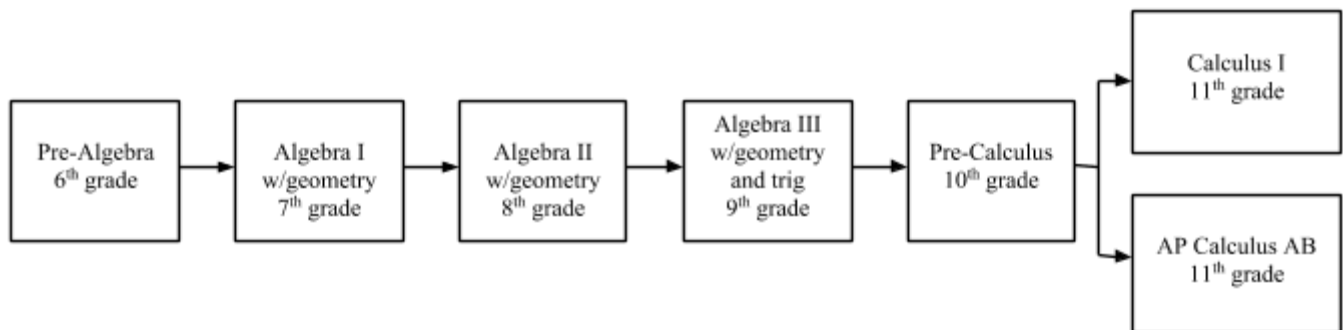 Pre-Algebra
6th grade
Algebra I
w/geometry
7th grade
Algebra II
w/geometry
8th grade
Algebra III
w/geometry
and trig
9th grade
Pre-Calculus
10th grade
Calculus I
11th grade
AP Calculus AB
11th grade